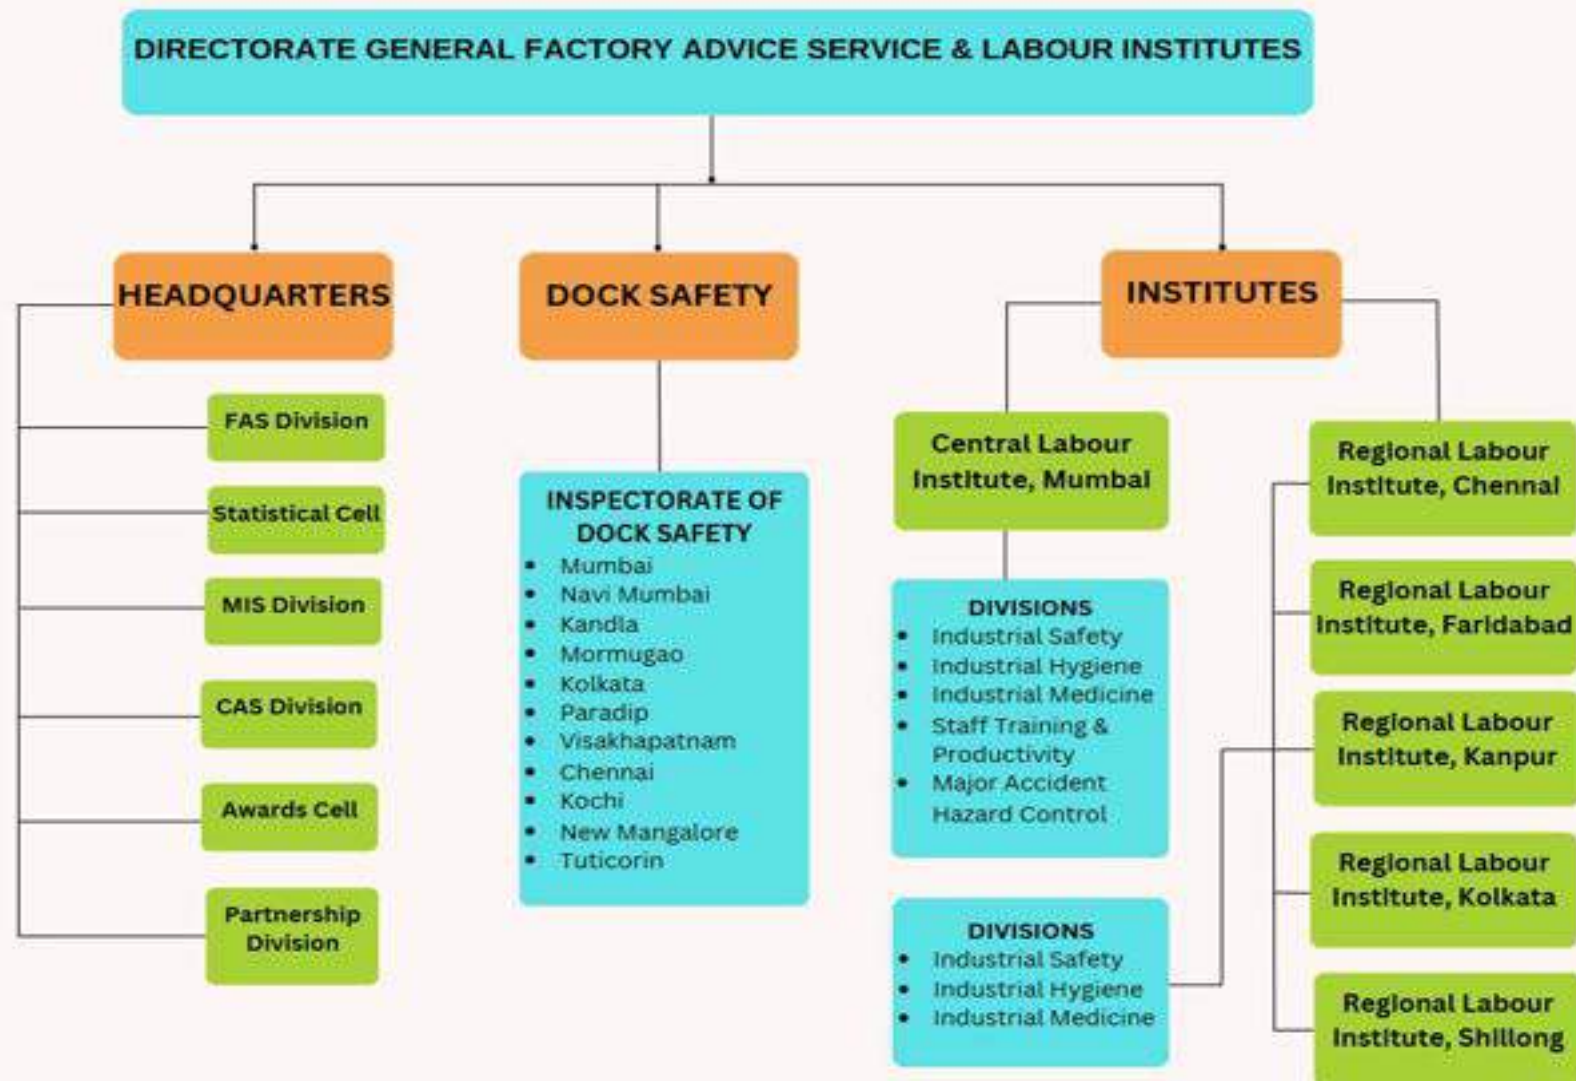 DIRECTORATE GENERAL FACTORY ADVICE SERVICE & LABOUR INSTITUTES
HEADQUARTERS
FAS Division
Statistical Cell
MIS Division
CAS Division
Awards Cell
Partnership
Division
DOCK SAFETY
INSPECTORATE OF
DOCK SAFETY
• Mumbai
• Navi Mumbai
• Kandla
• Mormugao
• Kolkata
• Paradip
• Visakhapatnam
• Chennai
• Kochi
• New Mangalore
• Tuticorin
INSTITUTES
Central Labour
Institute, Mumbai
DIVISIONS
• Industrial Safety
• Industrial Hygiene
• Industrial Medicine
• Staff Training &
Productivity
• Major Accident
Hazard Control
DIVISIONS
• Industrial Safety
• Industrial Hygiene
• Industrial Medicine
Regional Labour
Institute, Chennai
Regional Labour
Institute, Faridabad
Regional Labour
Institute, Kanpur
Regional Labour
Institute, Kolkata
Regional Labour
Institute, Shillong